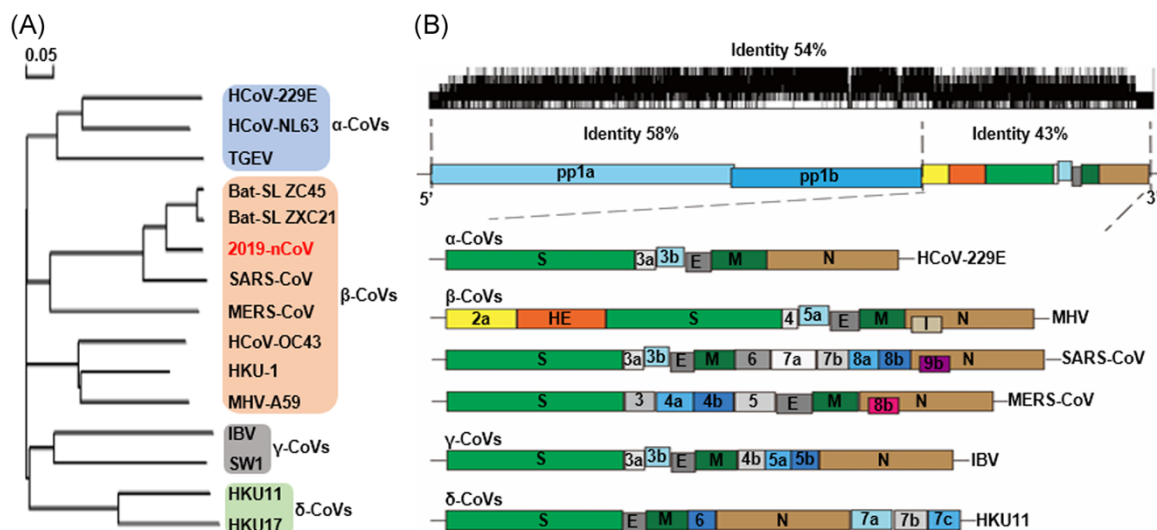 (A)
0.05
HCoV-229E
HCoV-NL63
α-CoVs
TGEV
Bat-SL ZC45
Bat-SL ZXC21
2019-nCoV
SARS-CoV
β-CoVs
MERS-CoV
HCoV-OC43
HKU-1
MHV-A59
IBV
γ-CoVs
SW1
HKU11
δ-CoVs
HKU17
(B)
Identity 54%
Identity 58% Identity 43%
pp1a pp1b
5' 3'
α-CoVs
S 3a 3b E M N HCoV-229E
β-CoVs
2a HE S 4 5a E M I N MHV
S 3a 3b E M 6 7a 7b 8a 8b 9b N SARS-CoV
S 3 4a 4b 5 E M 8b N MERS-CoV
γ-CoVs
S 3a 3b E M 4b 5a 5b N IBV
δ-CoVs
S E M 6 N 7a 7b 7c HKU11